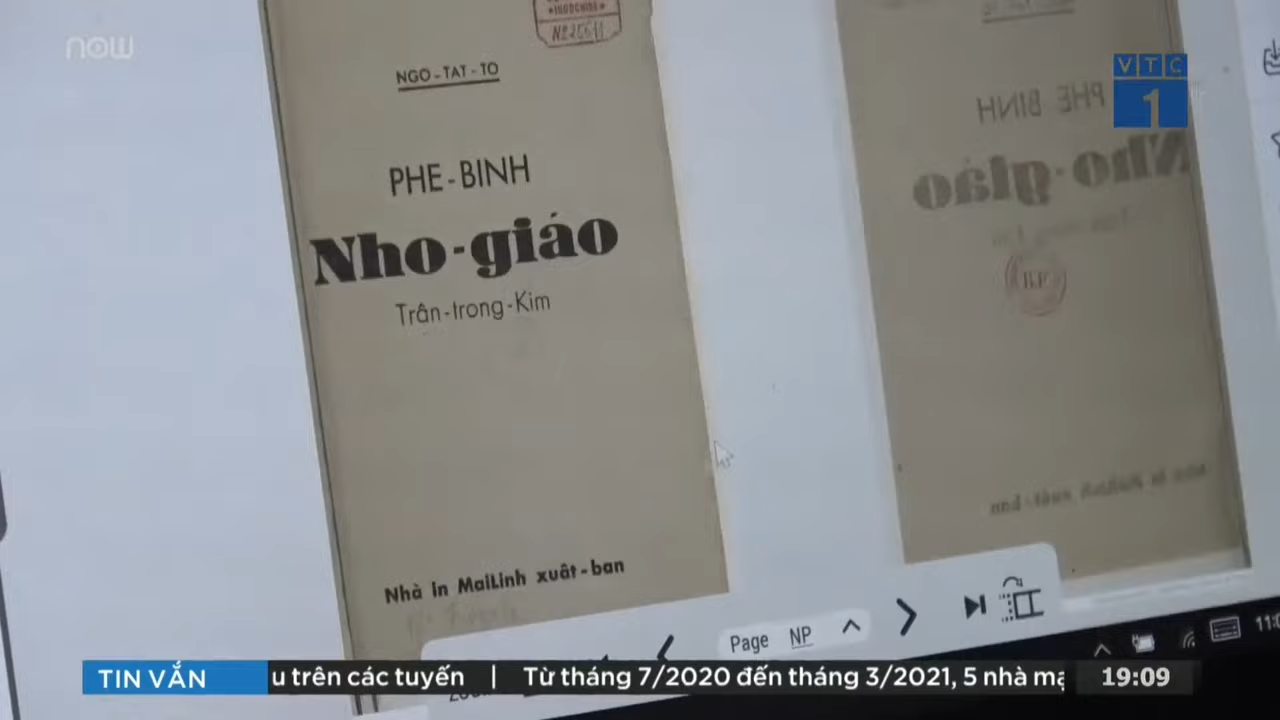 now
INDOCHINE
NGO-TAT-TO
PHE-BINH
Nho-giáo
Trân-trong-Kim
Nhà in MaiLinh xuât-ban
PHE BINH
Nho-giáo
VTC
1
Page NP
TIN VẮN
u trên các tuyến | Từ tháng 7/2020 đến tháng 3/2021, 5 nhà mạ
19:09